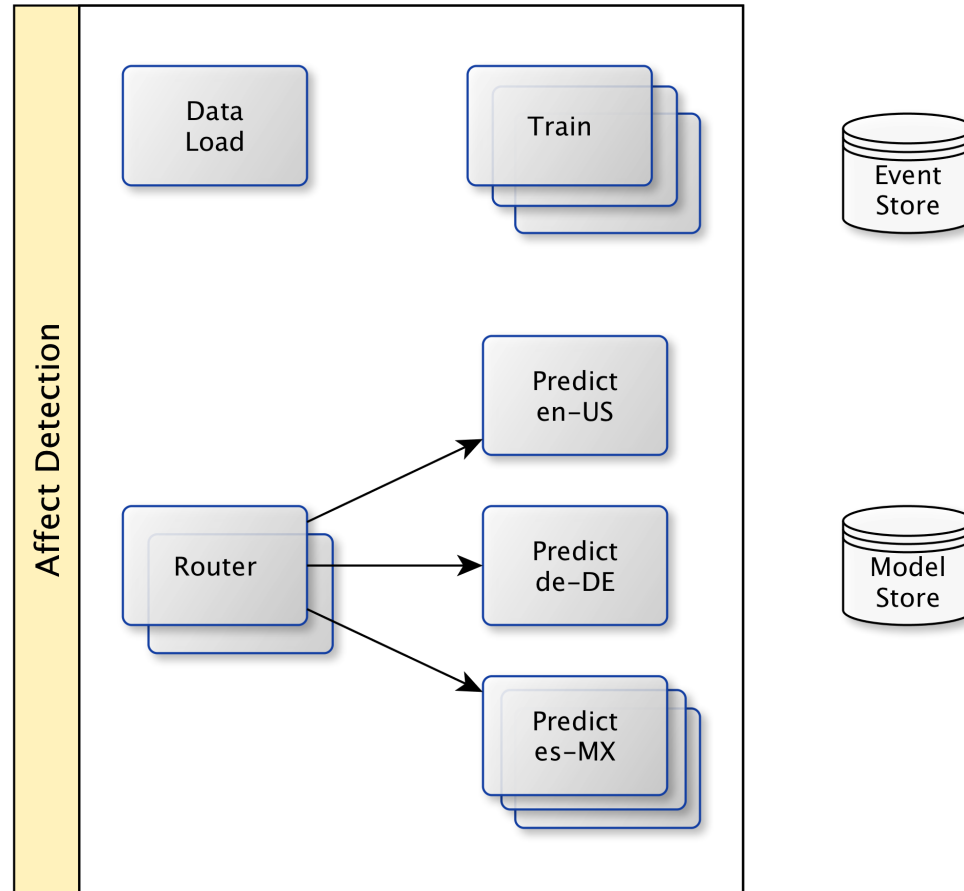 Affect Detection
Data
Load
Train
Event
Store
Predict
en-US
Router
Predict
de-DE
Model
Store
Predict
es-MX